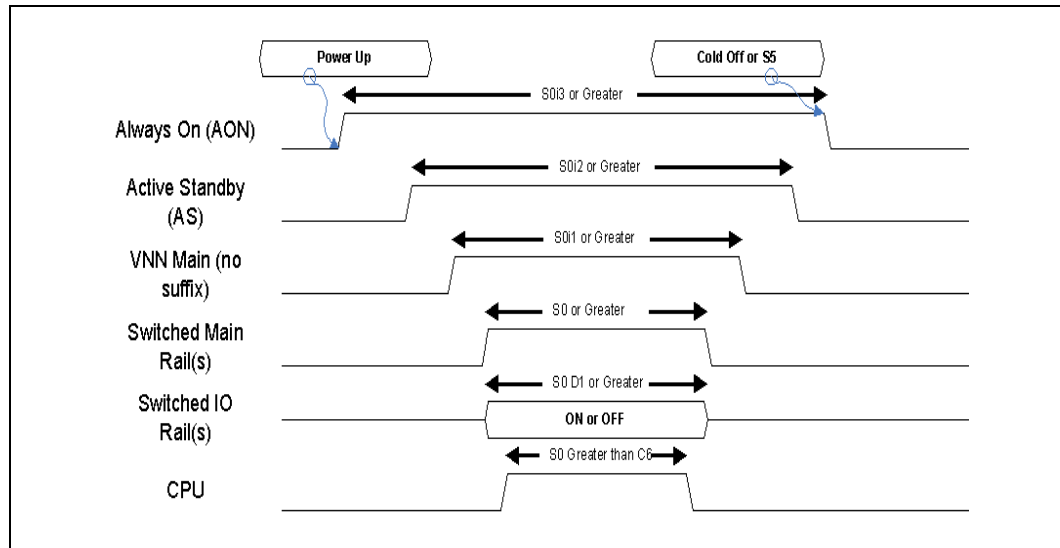 Power Up
Cold Off or S5
S0i3 or Greater
Always On (AON)
S0i2 or Greater
Active Standby
(AS)
S0i1 or Greater
VNN Main (no
suffix)
S0 or Greater
Switched Main
Rail(s)
S0 D1 or Greater
Switched IO
Rail(s)
ON or OFF
S0 Greater than C6
CPU